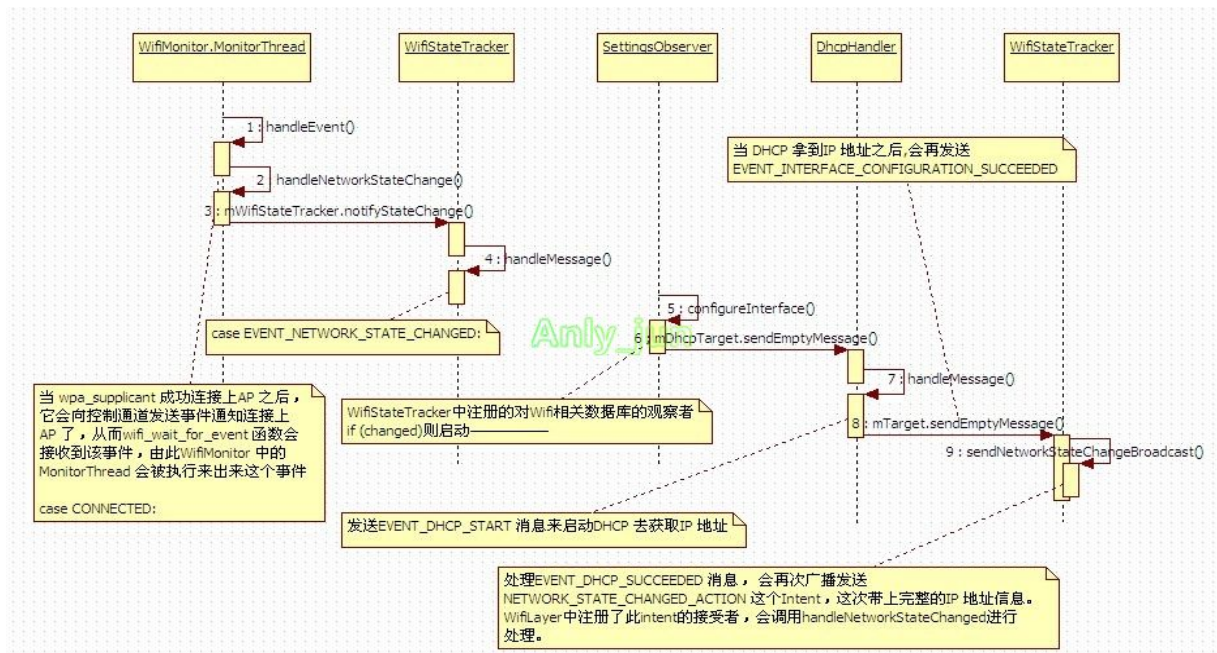 WifiMonitor.MonitorThread
WifiStateTracker
SettingsObserver
DhcpHandler
WifiStateTracker
1 : handleEvent()
当 DHCP 拿到IP 地址之后,会再发送
EVENT_INTERFACE_CONFIGURATION_SUCCEEDED
2 : handleNetworkStateChange()
3 : mWifiStateTracker.notifyStateChange()
4 : handleMessage()
5 : configureInterface()
case EVENT_NETWORK_STATE_CHANGED:
Anly_jun
6 : mDhcpTarget.sendEmptyMessage()
7 : handleMessage()
当 wpa_supplicant 成功连接上AP 之后，
它会向控制通道发送事件通知连接上
AP 了，从而wifi_wait_for_event 函数会
接收到该事件，由此WifiMonitor 中的
MonitorThread 会被执行来出来这个事件
case CONNECTED:
WifiStateTracker中注册的对Wifi相关数据库的观察者
if (changed)则启动——————
8 : mTarget.sendEmptyMessage()
9 : sendNetworkStateChangeBroadcast()
发送EVENT_DHCP_START 消息来启动DHCP 去获取IP 地址
处理EVENT_DHCP_SUCCEEDED 消息， 会再次广播发送
NETWORK_STATE_CHANGED_ACTION 这个Intent，这次带上完整的IP 地址信息。
WifiLayer中注册了此intent的接受者，会调用handleNetworkStateChanged进行
处理。